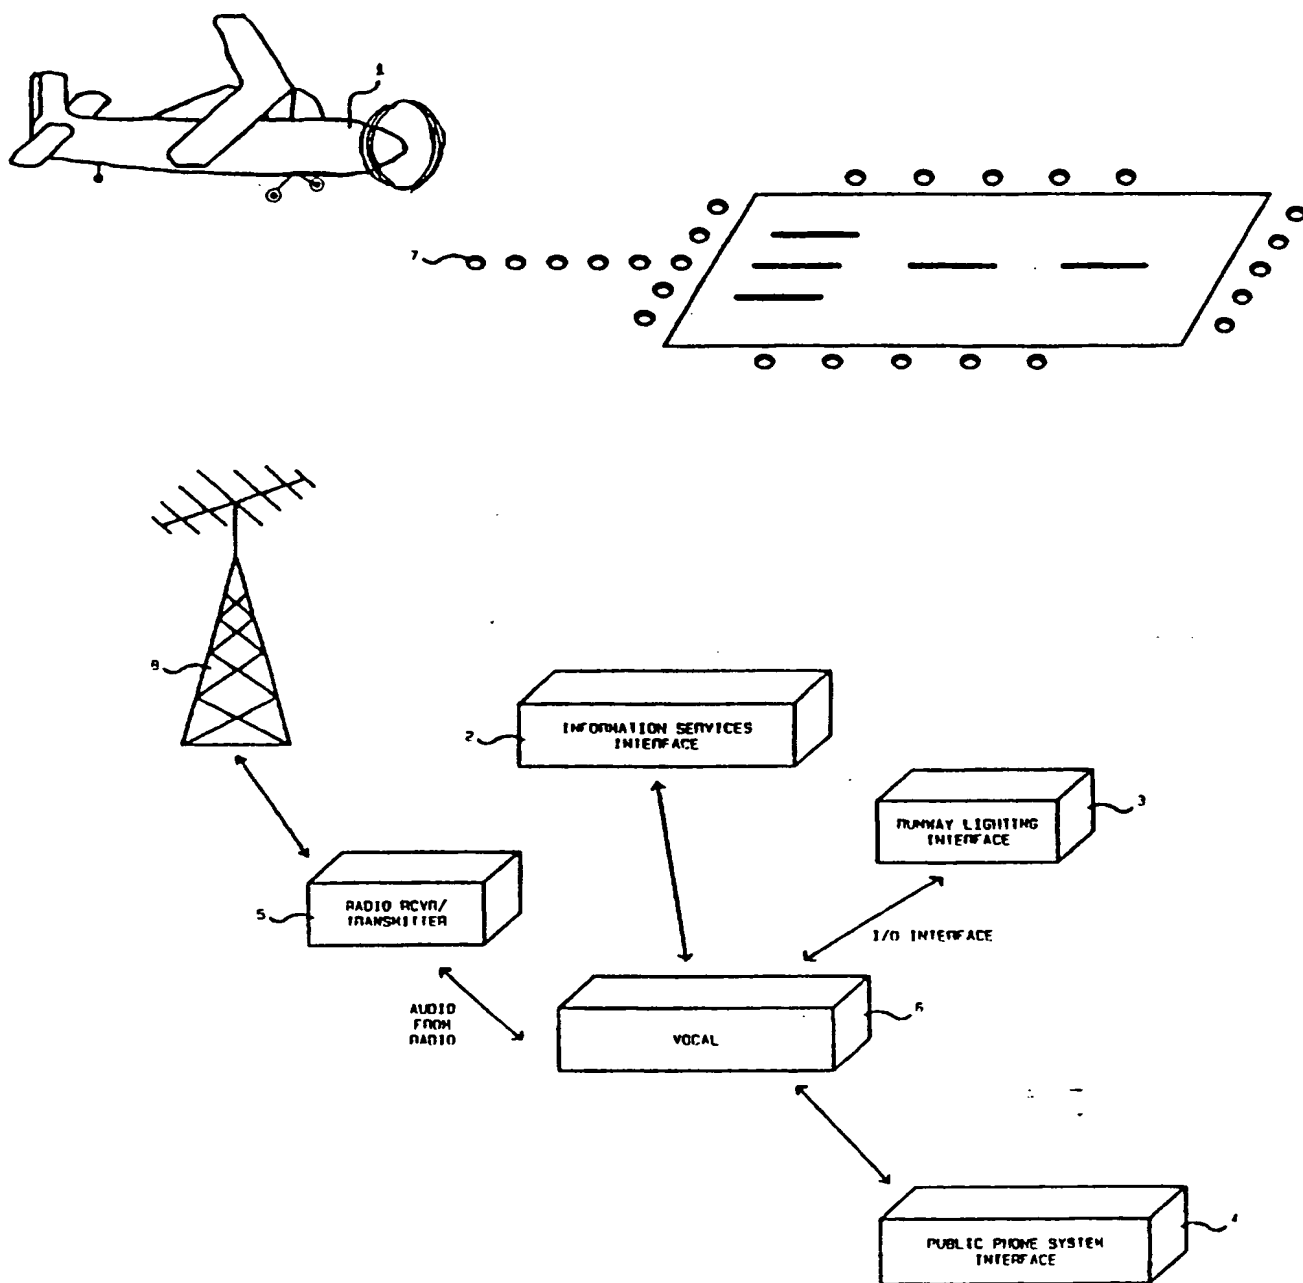 1
7
8
INFORMATION SERVICES
INTERFACE
2
RUNWAY LIGHTING
INTERFACE
3
RADIO RCVR/
TRANSMITTER
5
I/O INTERFACE
AUDIO
FROM
RADIO
VOCAL
6
PUBLIC PHONE SYSTEM
INTERFACE
4